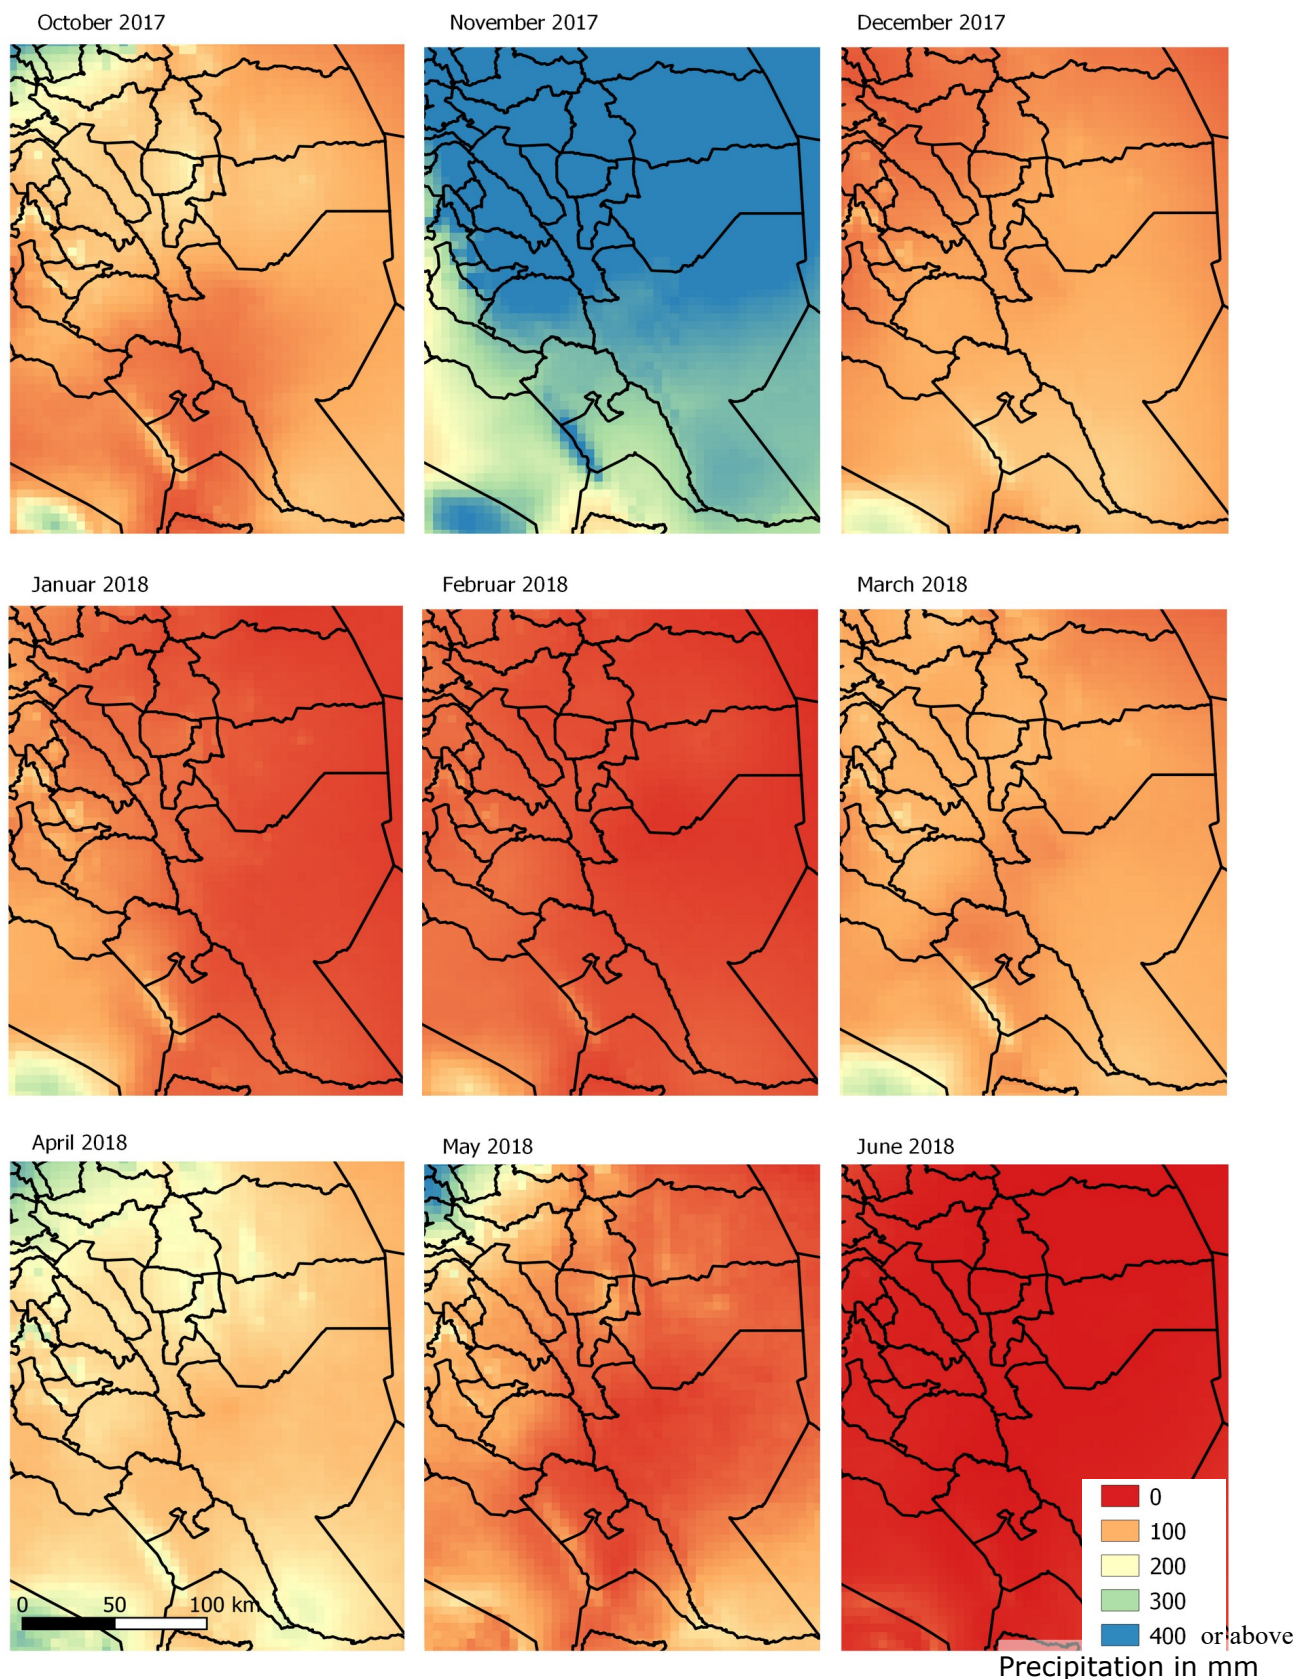 October 2017
November 2017
December 2017
Januar 2018
Februar 2018
March 2018
April 2018
May 2018
June 2018
0 50 100 km
0
100
200
300
400 or above
Precipitation in mm